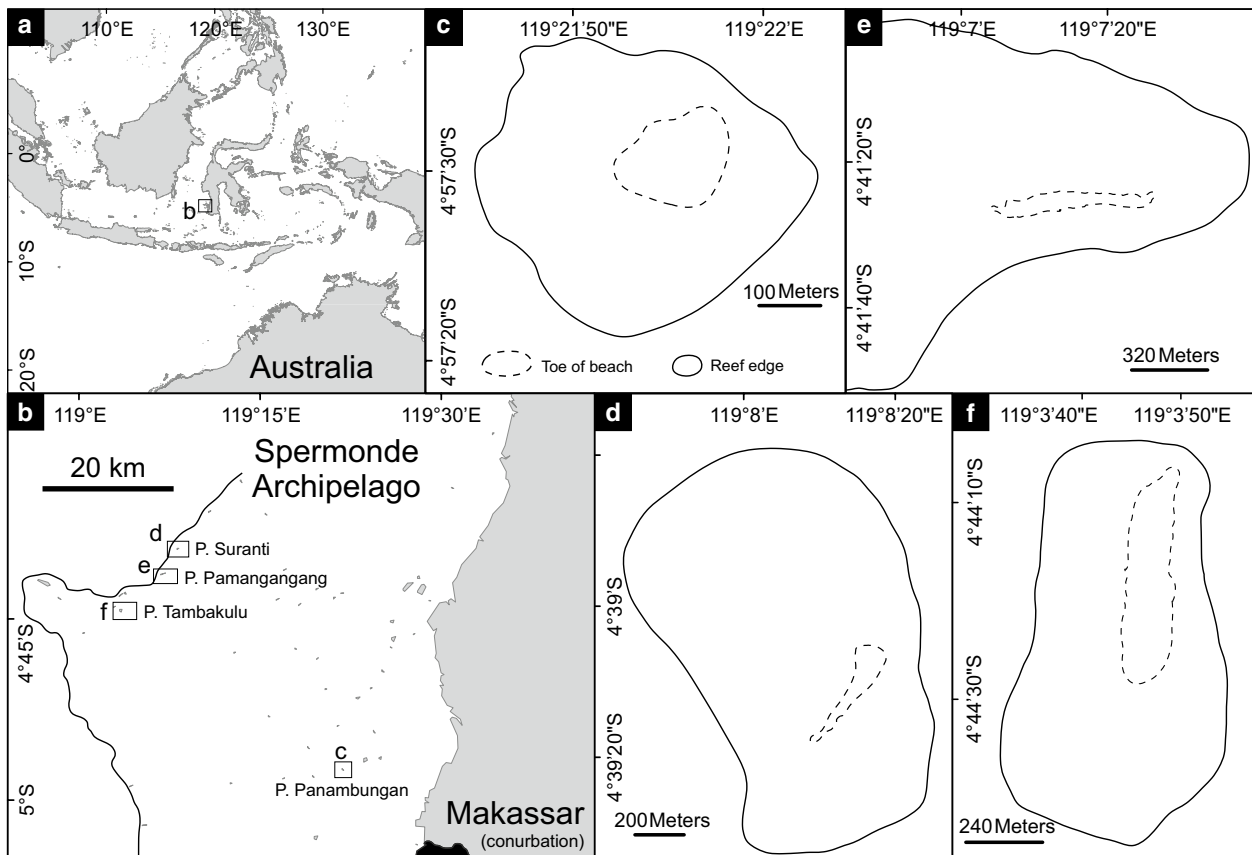 a
110°E
120°E
130°E
0°
10°S
20°S
b
Australia
b
119°E
119°15'E
119°30'E
20 km
Spermonde
Archipelago
d
P. Suranti
e
P. Pamangangang
f
P. Tambakulu
4°45'S
c
P. Panambungan
5°S
Makassar
(conurbation)
c
119°21'50"E
119°22'E
4°57'30"S
4°57'20"S
100 Meters
Toe of beach
Reef edge
d
119°8'E
119°8'20"E
4°39'S
4°39'20"S
200 Meters
e
119°7'E
119°7'20"E
4°41'20"S
4°41'40"S
320 Meters
f
119°3'40"E
119°3'50"E
4°44'10"S
4°44'30"S
240 Meters